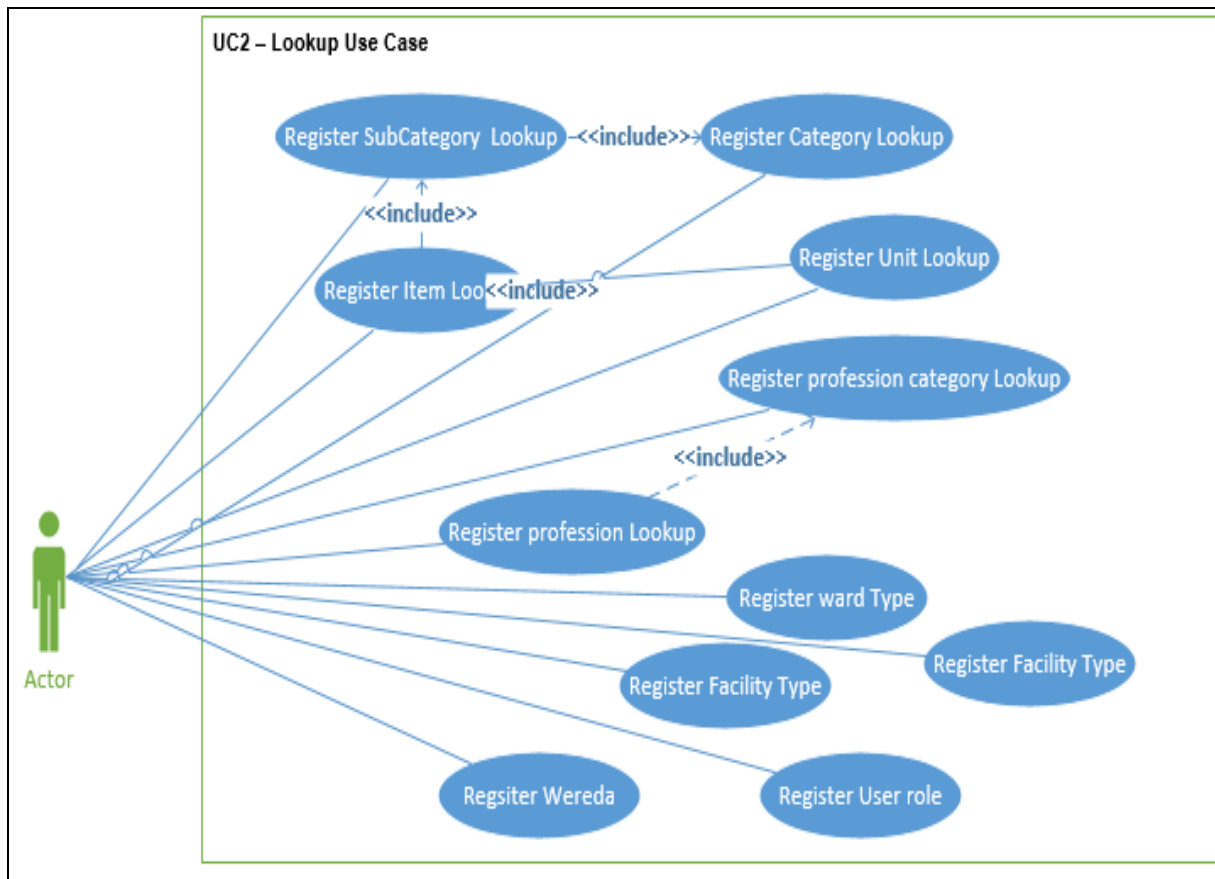 UC2 – Lookup Use Case
Register SubCategory Lookup
<<include>>
Register Category Lookup
<<include>>
Register Unit Lookup
Register Item Loo
<<include>>
Register profession category Lookup
<<include>>
Register profession Lookup
Register ward Type
Register Facility Type
Register Facility Type
Actor
Regsiter Wereda
Register User role